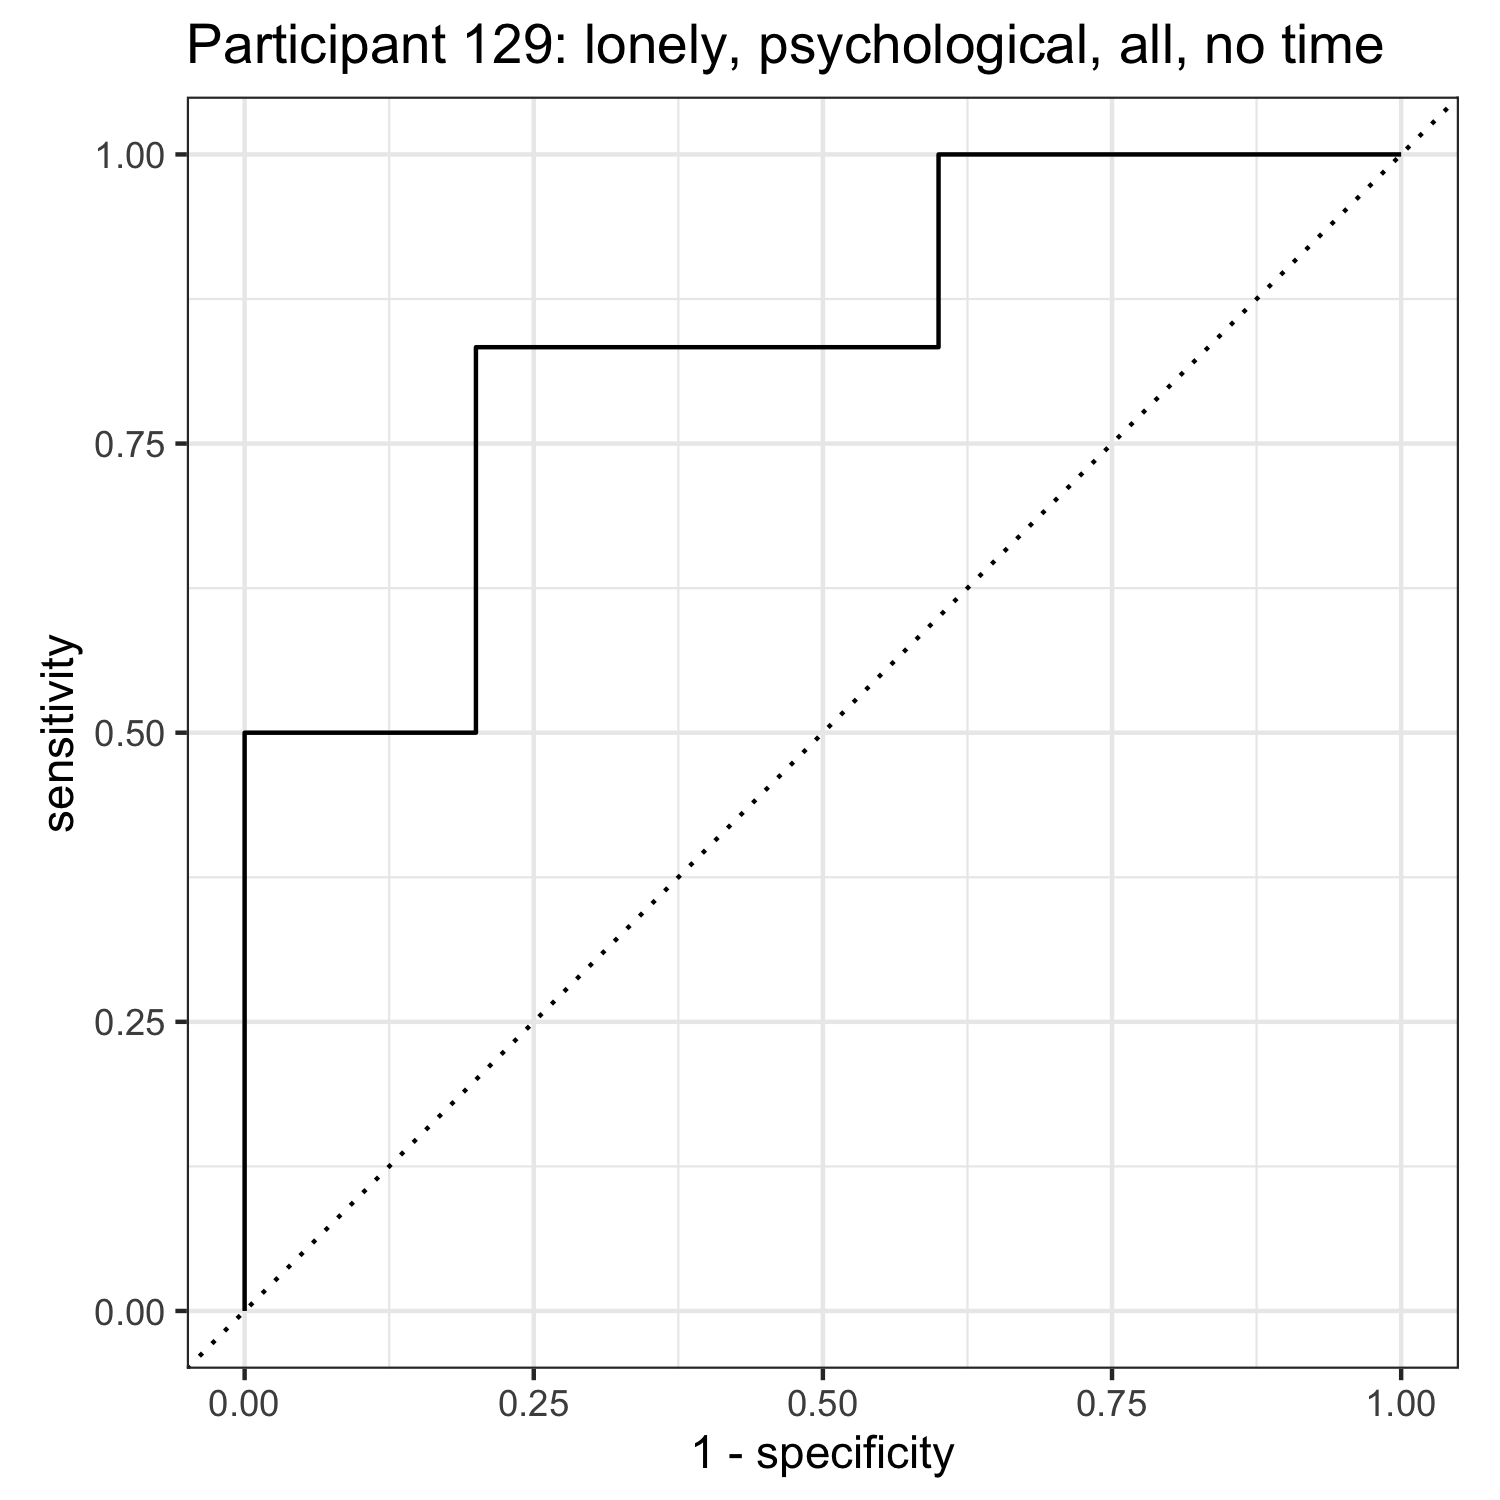 Participant 129: lonely, psychological, all, no time
sensitivity
1.00
0.75
0.50
0.25
0.00
0.00 0.25 0.50 0.75 1.00
1 - specificity